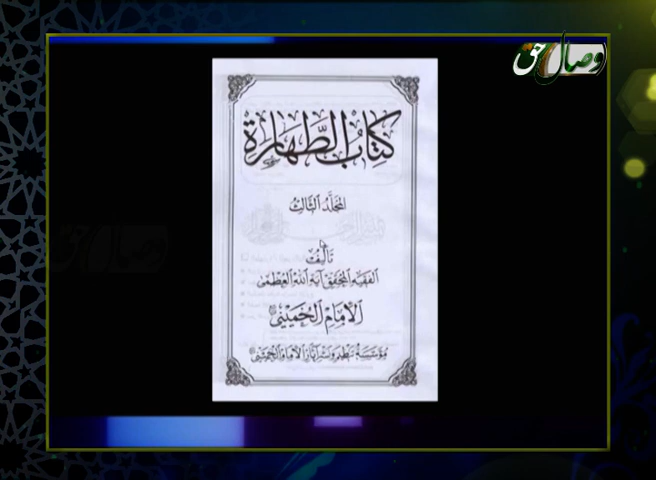 وصال حق
كتاب الطهارة
المجلد الثالث
تأليف
الفقيه المحقق آية الله العظمى
الإمام الخميني
مؤسسة تنظيم ونشر آثار الإمام الخميني